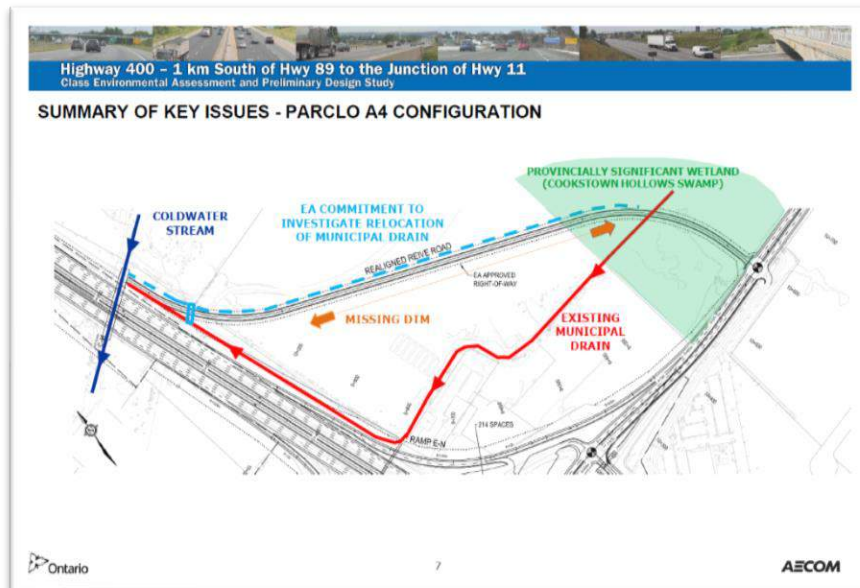 Highway 400 – 1 km South of Hwy 89 to the Junction of Hwy 11
Class Environmental Assessment and Preliminary Design Study
SUMMARY OF KEY ISSUES - PARCLO A4 CONFIGURATION
PROVINCIALLY SIGNIFICANT WETLAND
(COOKSTOWN HOLLOWS SWAMP)
COLDWATER
STREAM
EA COMMITMENT TO
INVESTIGATE RELOCATION
OF MUNICIPAL DRAIN
REALIGNED REIVE ROAD
EA APPROVED
RIGHT-OF-WAY
MISSING DIM
EXISTING
MUNICIPAL
DRAIN
214 SPACES
RAMP E-N
Ontario
7
AECOM